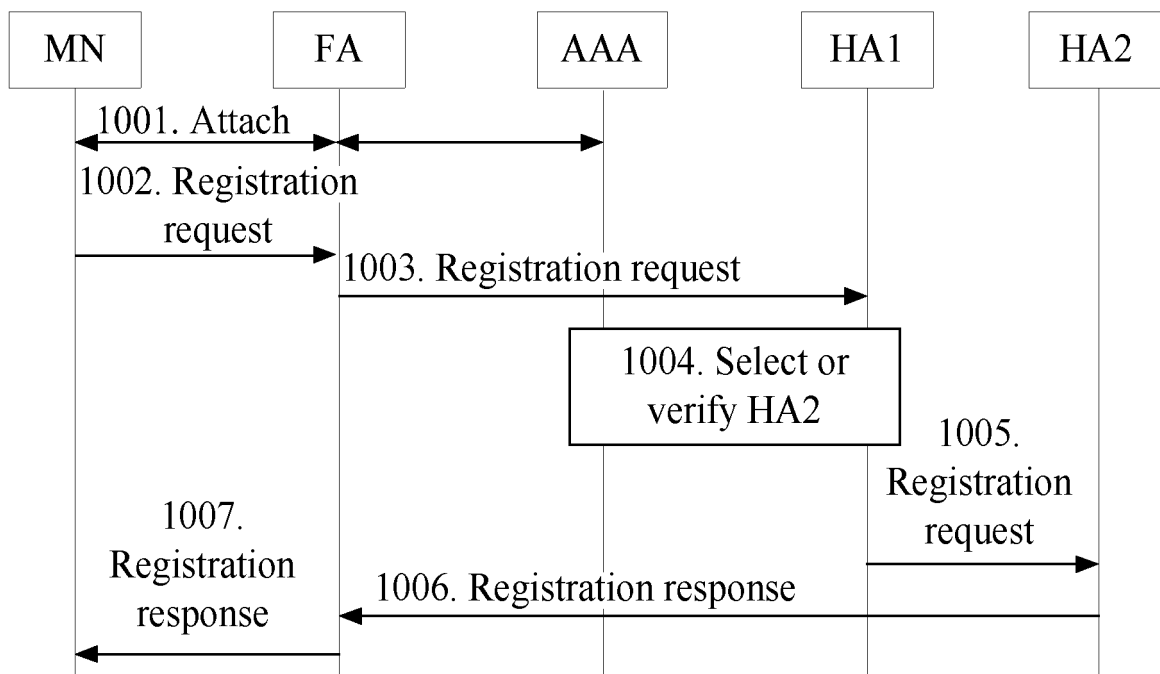 MN
FA
AAA
HA1
HA2
1001. Attach
1002. Registration
request
1003. Registration request
1004. Select or
verify HA2
1005.
Registration
request
1006. Registration response
1007.
Registration
response